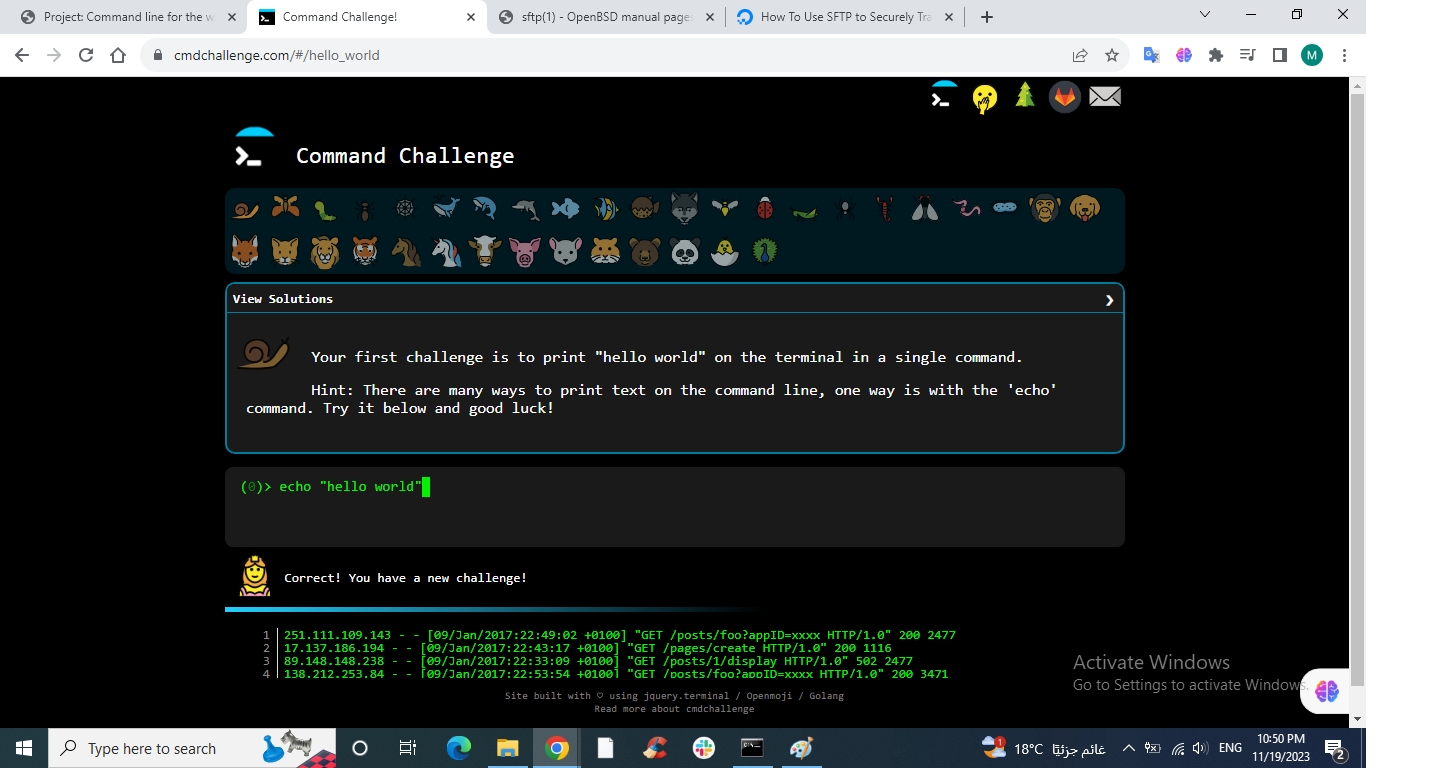 Project: Command line for the w
Command Challenge!
sftp(1) - OpenBSD manual page
How To Use SFTP to Securely Tra
cmdchallenge.com/#/hello_world
M
Command Challenge
View Solutions
Your first challenge is to print "hello world" on the terminal in a single command.
Hint: There are many ways to print text on the command line, one way is with the 'echo'
command. Try it below and good luck!
(0)> echo "hello world"
Correct! You have a new challenge!
1 251.111.109.143 - - [09/Jan/2017:22:49:02 +0100] "GET /posts/foo?appID=xxxx HTTP/1.0" 200 2477
2 17.137.186.194 - - [09/Jan/2017:22:43:17 +0100] "GET /pages/create HTTP/1.0" 200 1116
3 89.148.148.238 - - [09/Jan/2017:22:33:09 +0100] "GET /posts/1/display HTTP/1.0" 502 2477
4 138.212.253.84 - - [09/Jan/2017:22:53:54 +0100] "GET /posts/foo?appID=xxxx HTTP/1.0" 200 3471
Site built with ♡ using jquery.terminal / Openmoji / Golang
Read more about cmdchallenge
Activate Windows
Go to Settings to activate Windows.
Type here to search
1
18°C غائم جزئيًا
ENG
10:50 PM
11/19/2023
2